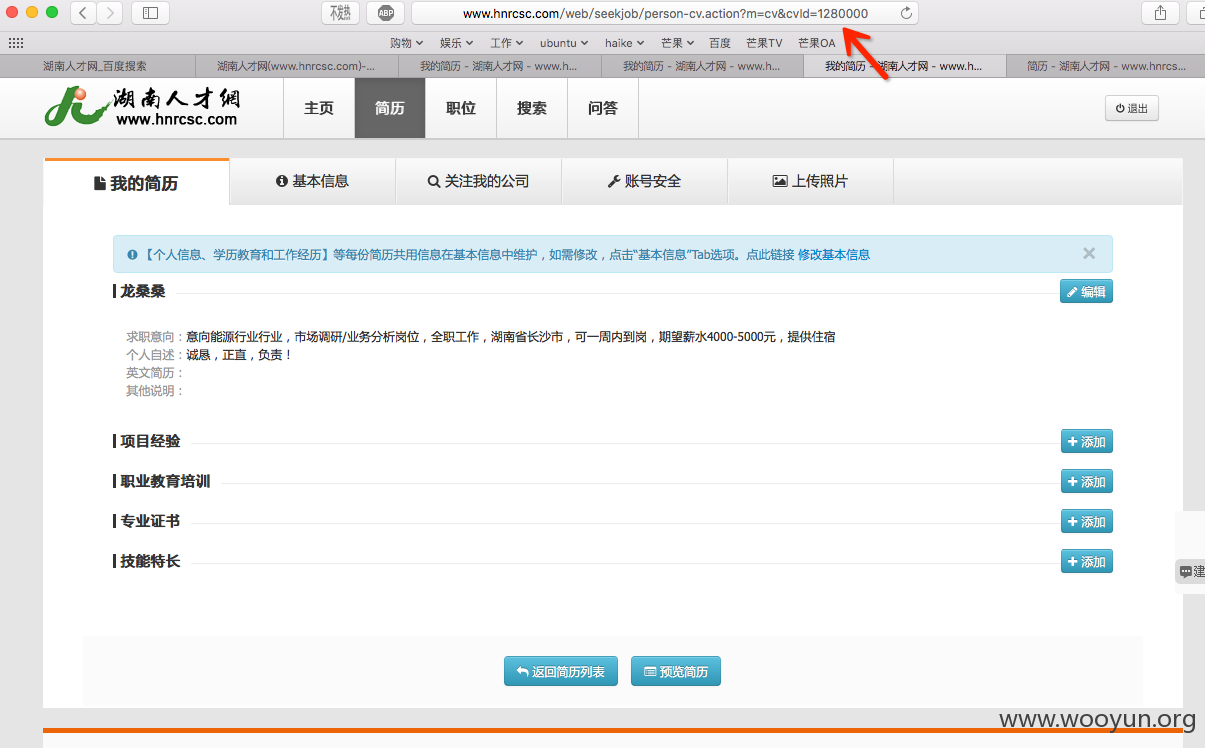 不发热 ABP www.hnrcsc.com/web/seekjob/person-cv.action?m=cv&cvId=1280000
购物 娱乐 工作 ubuntu haike 芒果 百度 芒果TV 芒果OA
湖南人才网_百度搜索 湖南人才网(www.hnrcsc.com)-... 我的简历 - 湖南人才网 - www.h... 我的简历 - 湖南人才网 - www.h... 我的简历 - 湖南人才网 - www.h... 简历 - 湖南人才网 - www.hnrcs...
湖南人才網
www.hnrcsc.com
主页 简历 职位 搜索 问答 退出
我的简历 基本信息 关注我的公司 账号安全 上传照片
【个人信息、学历教育和工作经历】等每份简历共用信息在基本信息中维护，如需修改，点击“基本信息”Tab选项。点此链接 修改基本信息 ×
龙桑桑 编辑
求职意向：意向能源行业行业，市场调研/业务分析岗位，全职工作，湖南省长沙市，可一周内到岗，期望薪水4000-5000元，提供住宿
个人自述：诚恳，正直，负责！
英文简历：
其他说明：
项目经验 添加
职业教育培训 添加
专业证书 添加
技能特长 添加
建
返回简历列表 预览简历
www.wooyun.org